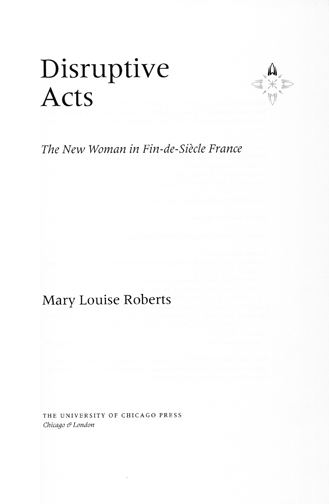 Disruptive
Acts
The New Woman in Fin-de-Siècle France
Mary Louise Roberts
THE UNIVERSITY OF CHICAGO PRESS
Chicago & London